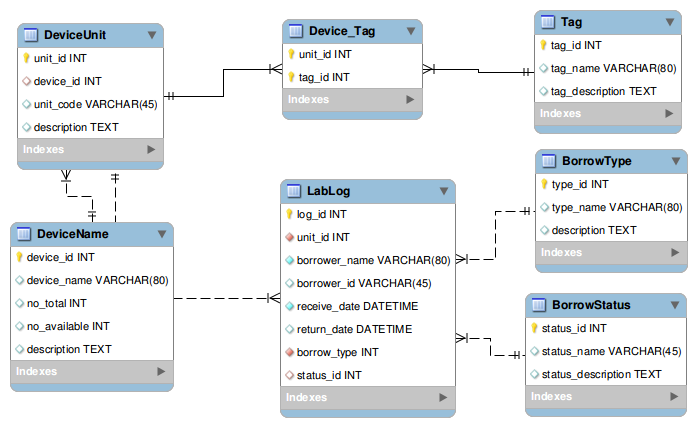 DeviceUnit
unit_id INT
device_id INT
unit_code VARCHAR(45)
description TEXT
Indexes
Device_Tag
unit_id INT
tag_id INT
Indexes
Tag
tag_id INT
tag_name VARCHAR(80)
tag_description TEXT
Indexes
DeviceName
device_id INT
device_name VARCHAR(80)
no_total INT
no_available INT
description TEXT
Indexes
LabLog
log_id INT
unit_id INT
borrower_name VARCHAR(80)
borrower_id VARCHAR(45)
receive_date DATETIME
return_date DATETIME
borrow_type INT
status_id INT
Indexes
BorrowType
type_id INT
type_name VARCHAR(80)
description TEXT
Indexes
BorrowStatus
status_id INT
status_name VARCHAR(45)
status_description TEXT
Indexes